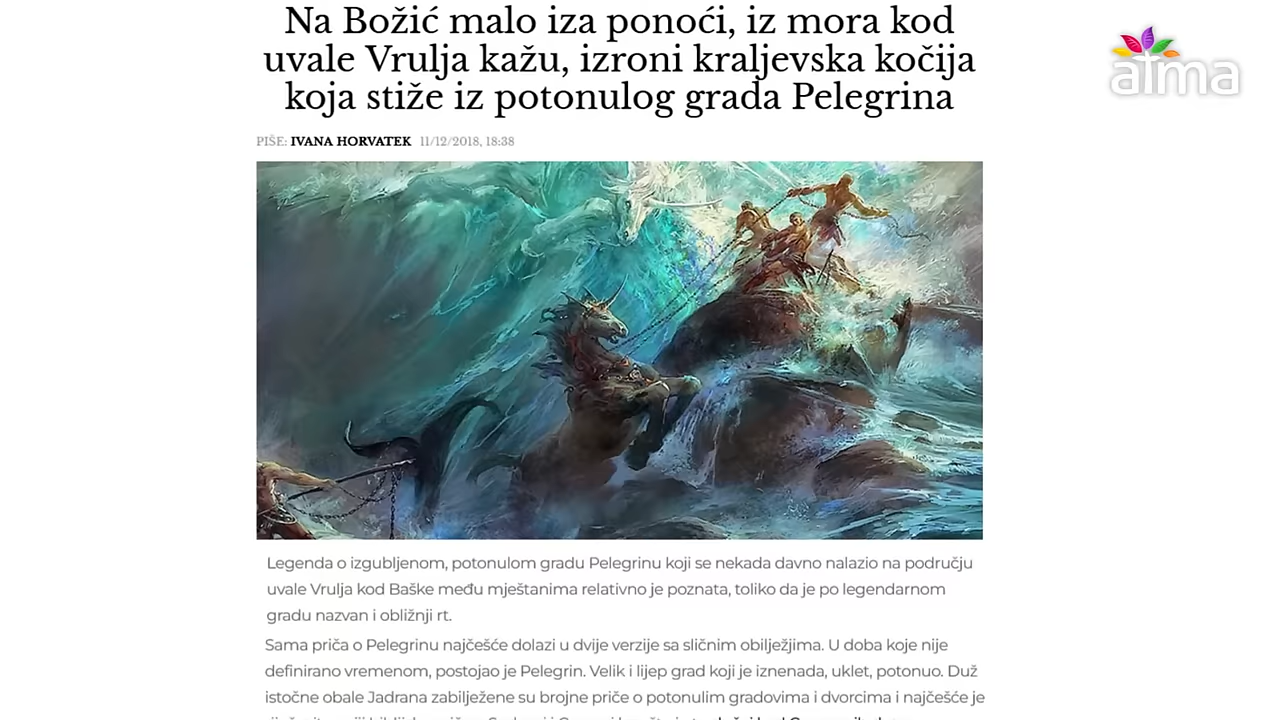 Na Božić malo iza ponoći, iz mora kod
uvale Vrulja kažu, izroni kraljevska kočija
koja stiže iz potonulog grada Pelegrina
atma
PIŠE: IVANA HORVATEK 11/12/2018, 18:38
Legenda o izgubljenom, potonulom gradu Pelegrinu koji se nekada davno nalazio na području
uvale Vrulja kod Baške među mještanima relativno je poznata, toliko da je po legendarnom
gradu nazvan i obližnji rt.
Sama priča o Pelegrinu najčešće dolazi u dvije verzije sa sličnim obilježjima. U doba koje nije
definirano vremenom, postojao je Pelegrin. Velik i lijep grad koji je iznenada, uklet, potonuo. Duž
istočne obale Jadrana zabilježene su brojne priče o potonulim gradovima i dvorcima i najčešće je